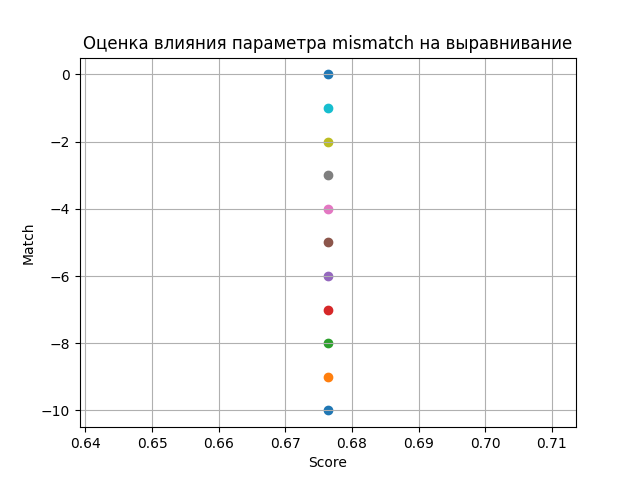 Оценка влияния параметра mismatch на выравнивание
0
−2
−4
−6
−8
−10
Match
0.64 0.65 0.66 0.67 0.68 0.69 0.70 0.71
Score